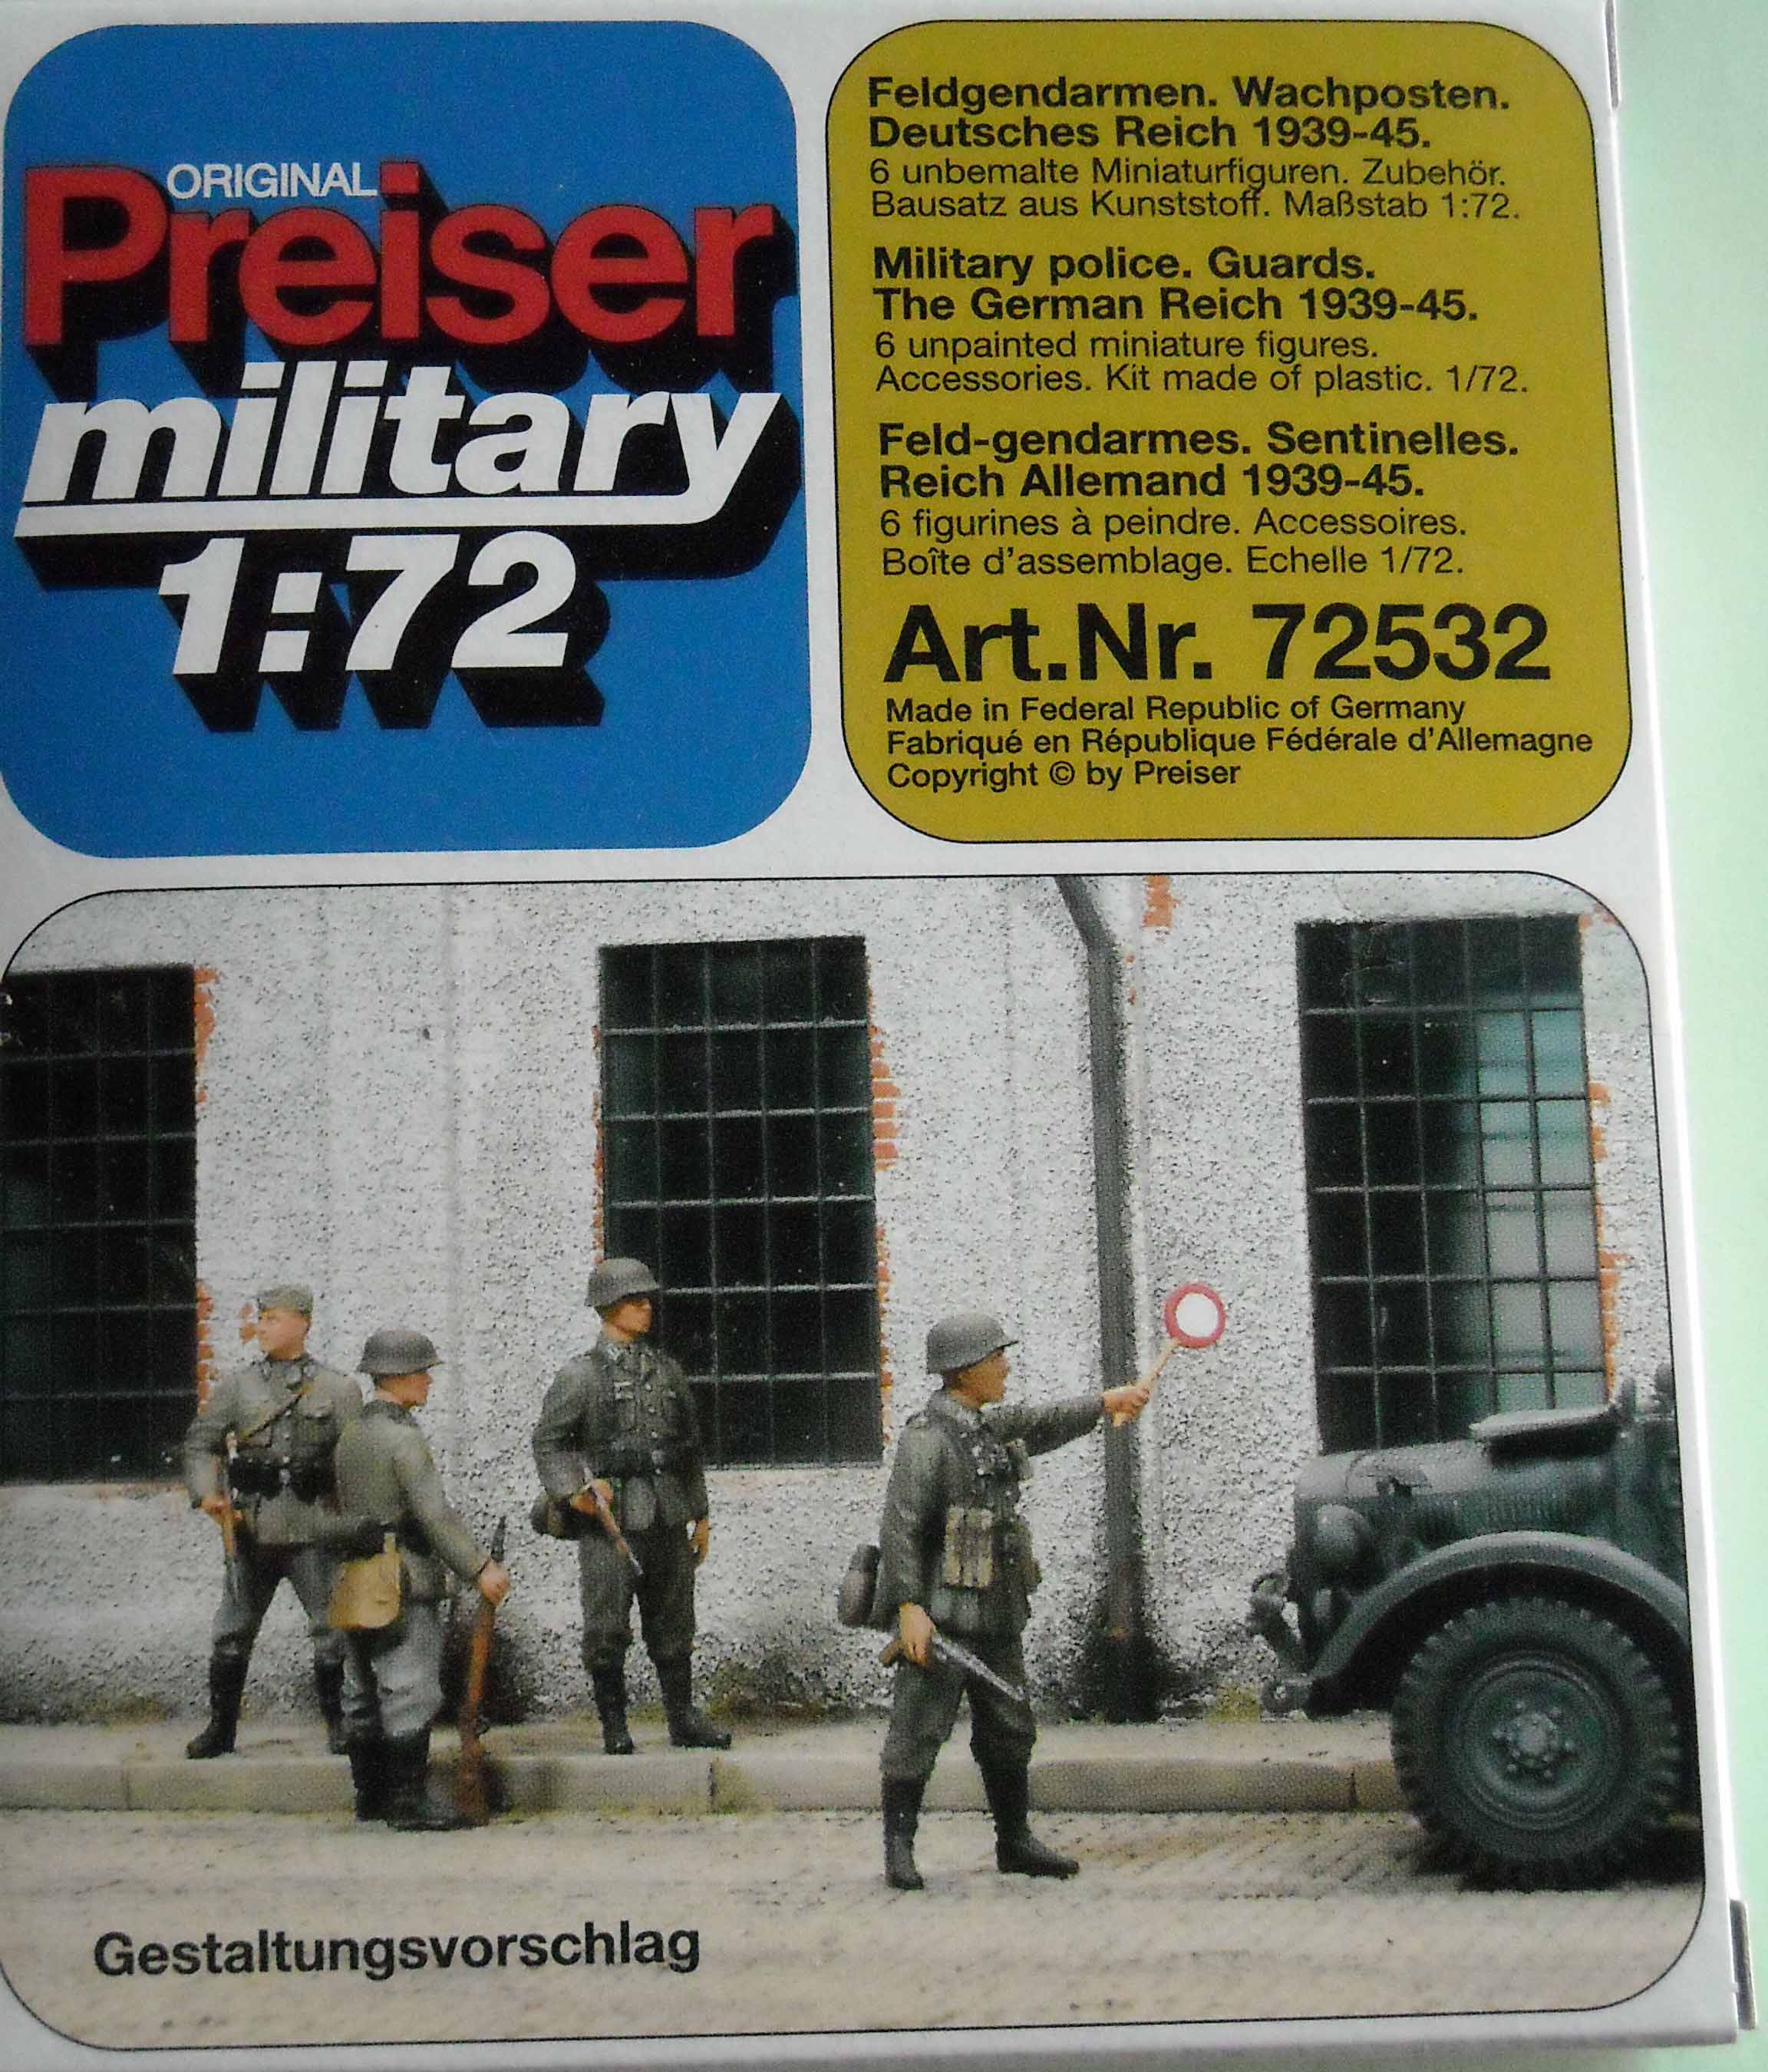 ORIGINAL
Preiser
military
1:72
Feldgendarmen. Wachposten.
Deutsches Reich 1939-45.
6 unbemalte Miniaturfiguren. Zubehör.
Bausatz aus Kunststoff. Maßstab 1:72.
Military police. Guards.
The German Reich 1939-45.
6 unpainted miniature figures.
Accessories. Kit made of plastic. 1/72.
Feld-gendarmes. Sentinelles.
Reich Allemand 1939-45.
6 figurines à peindre. Accessoires.
Boîte d'assemblage. Echelle 1/72.
Art.Nr. 72532
Made in Federal Republic of Germany
Fabriqué en République Fédérale d'Allemagne
Copyright © by Preiser
Gestaltungsvorschlag